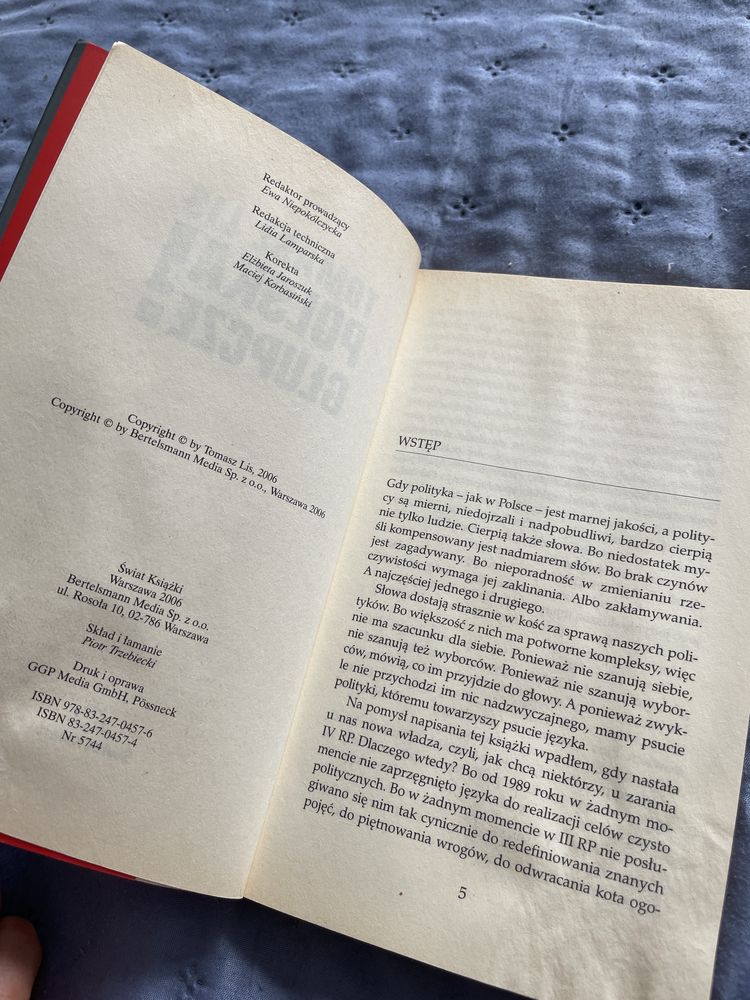 Redaktor prowadzący
Ewa Niepokólczycka
Redakcja techniczna
Lidia Lamparska
Korekta
Elżbieta Jaroszuk
Maciej Korbasiński
Copyright © by Tomasz Lis, 2006
Copyright © by Bertelsmann Media Sp. z o.o., Warszawa 2006
Świat Książki
Warszawa 2006
Bertelsmann Media Sp. z o.o.
ul. Rosoła 10, 02-786 Warszawa
Skład i łamanie
Piotr Trzebiecki
Druk i oprawa
GGP Media GmbH, Pössneck
ISBN 978-83-247-0457-6
ISBN 83-247-0457-4
Nr 5744
WSTĘP
Gdy polityka – jak w Polsce – jest marnej jakości, a polity-
cy są mierni, niedojrzali i nadpobudliwi, bardzo cierpią
nie tylko ludzie. Cierpią także słowa. Bo niedostatek my-
śli kompensowany jest nadmiarem słów. Bo brak czynów
jest zagadywany. Bo nieporadność w zmienianiu rze-
czywistości wymaga jej zaklinania. Albo zakłamywania.
A najczęściej jednego i drugiego.
Słowa dostają strasznie w kość za sprawą naszych poli-
tyków. Bo większość z nich ma potworne kompleksy, więc
nie ma szacunku dla siebie. Ponieważ nie szanują siebie,
nie szanują też wyborców. Ponieważ nie szanują wybor-
ców, mówią, co im przyjdzie do głowy. A ponieważ zwyk-
le nie przychodzi im nic nadzwyczajnego, mamy psucie
polityki, któremu towarzyszy psucie języka.
Na pomysł napisania tej książki wpadłem, gdy nastała
u nas nowa władza, czyli, jak chcą niektórzy, u zarania
IV RP. Dlaczego wtedy? Bo od 1989 roku w żadnym mo-
mencie nie zaprzęgnięto języka do realizacji celów czysto
politycznych. Bo w żadnym momencie w III RP nie posłu-
giwano się nim tak cynicznie do redefiniowania znanych
pojęć, do piętnowania wrogów, do odwracania kota ogo-
5